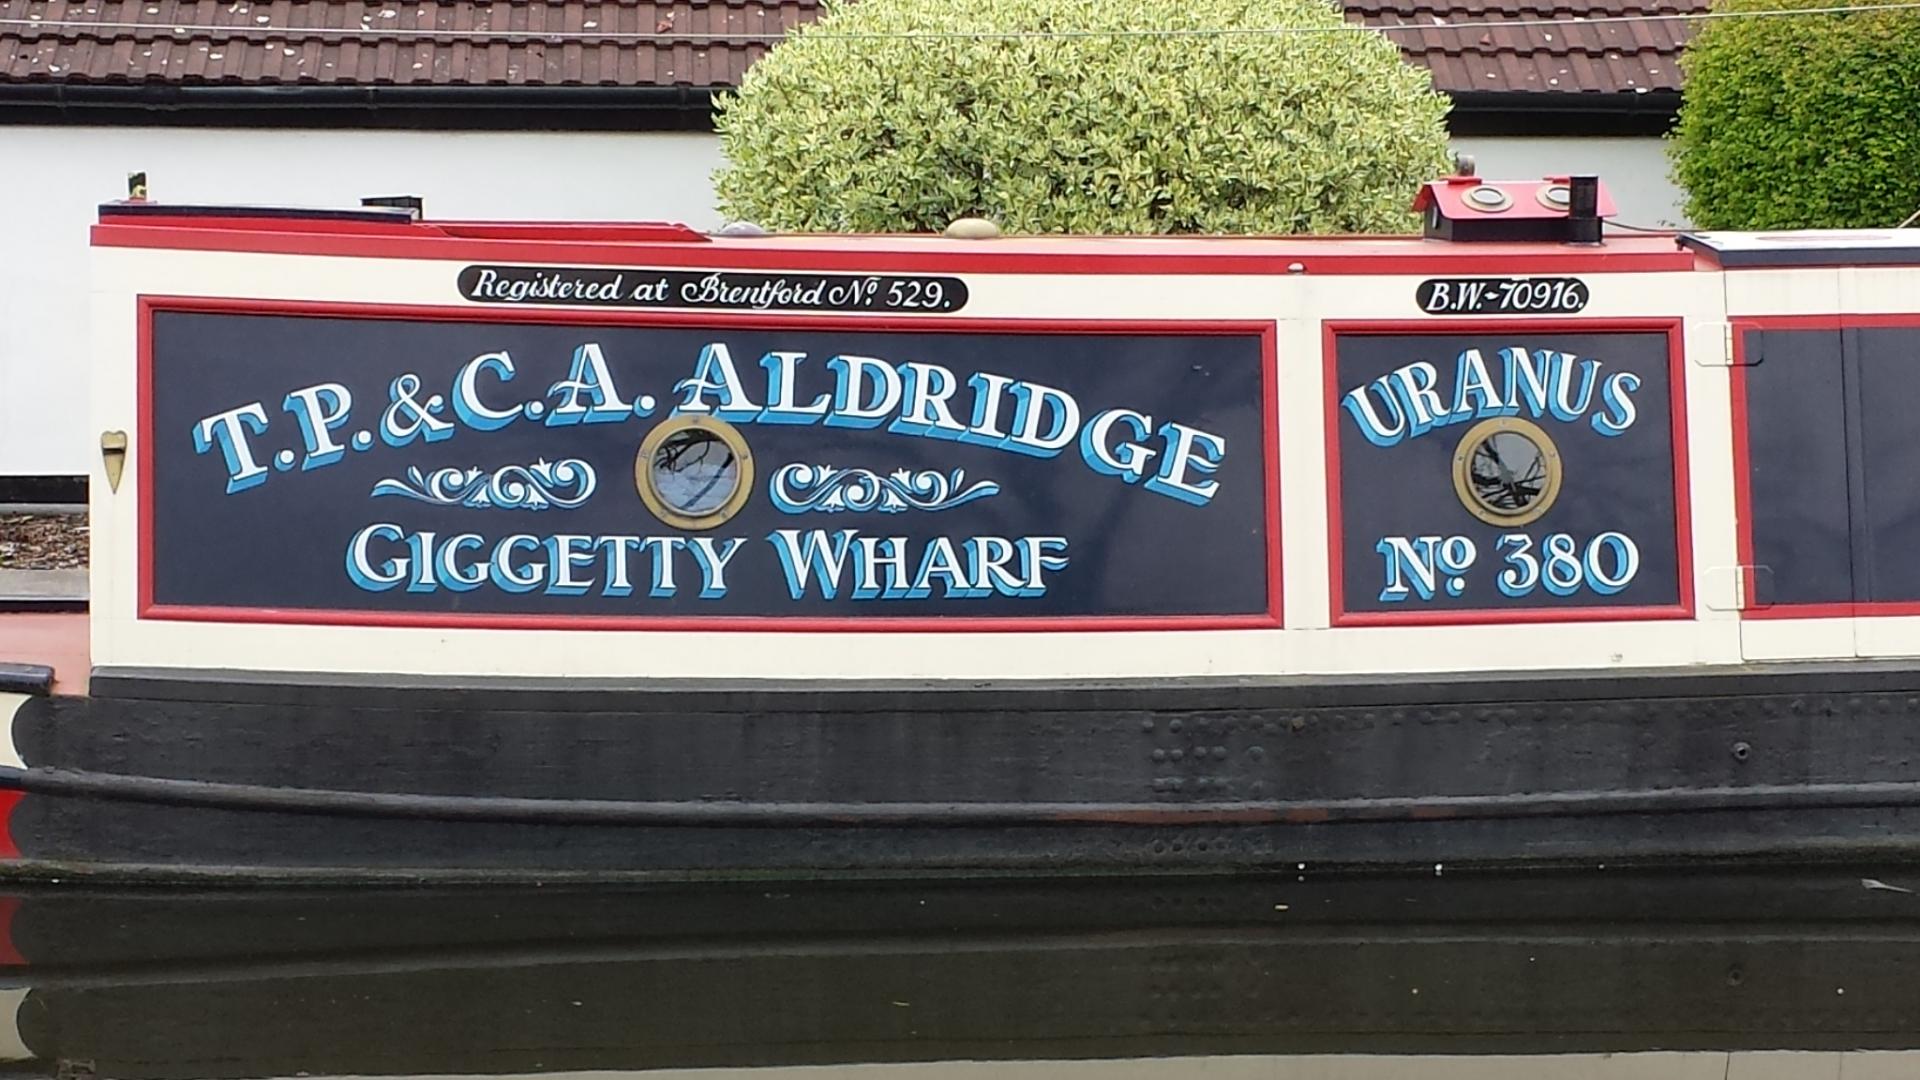 Registered at Brentford Nº 529.
T.P. & C.A. ALDRIDGE
GIGGETTY WHARF
B.W.-70916.
URANUS
Nº 380